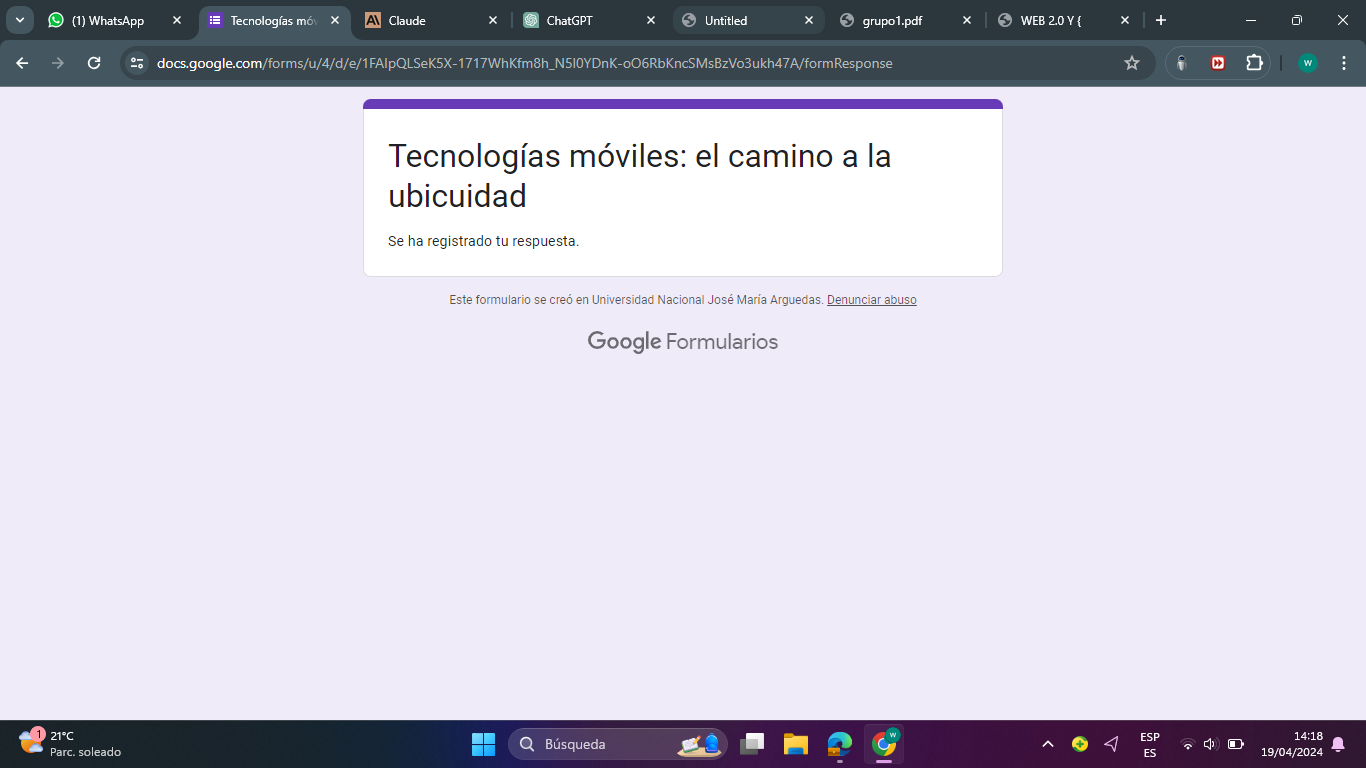 (1) WhatsApp
Tecnologías móv
Claude
ChatGPT
Untitled
grupo1.pdf
WEB 2.0 Y {
docs.google.com/forms/u/4/d/e/1FAIpQLSeK5X-1717WhKfm8h_N5I0YDnK-oO6RbKncSMsBzVo3ukh47A/formResponse
w
Tecnologías móviles: el camino a la
ubicuidad
Se ha registrado tu respuesta.
Este formulario se creó en Universidad Nacional José María Arguedas. Denunciar abuso
Google Formularios
1
21°C
Parc. soleado
Búsqueda
w
ESP
ES
14:18
19/04/2024